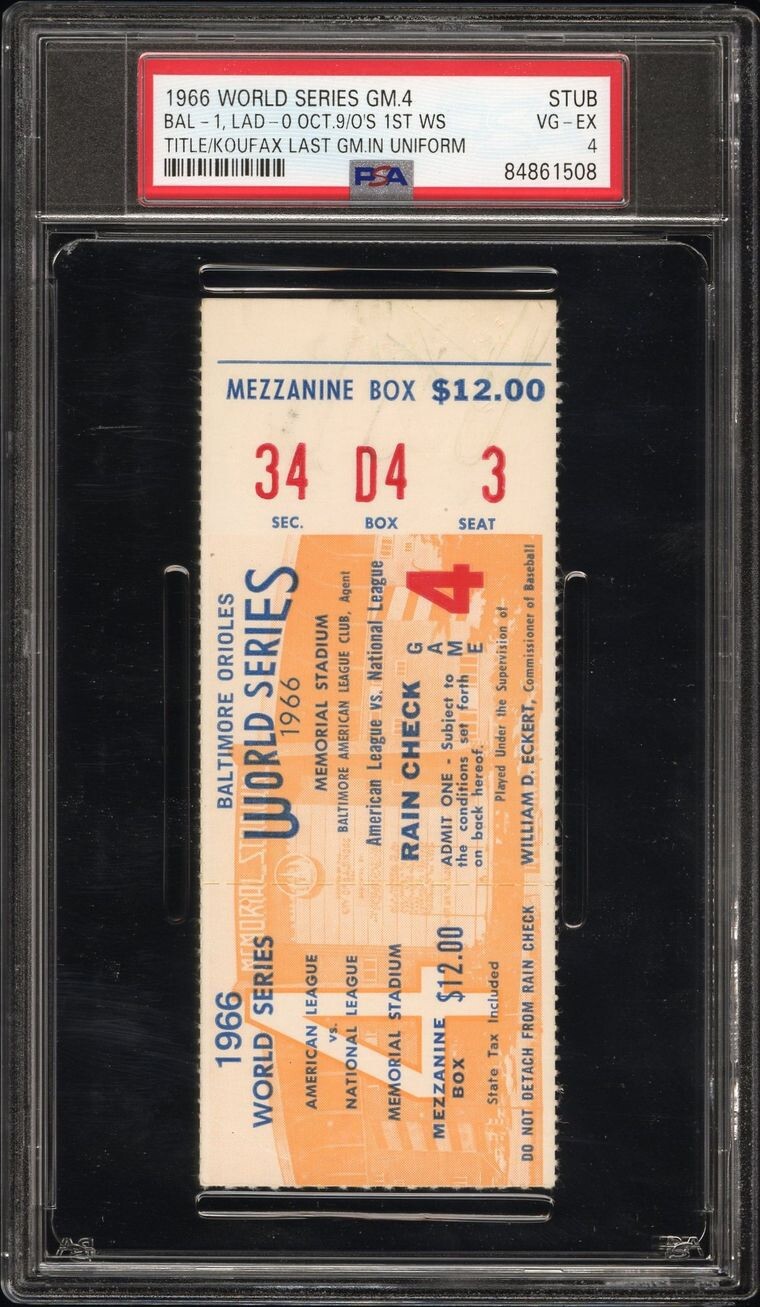 1966 WORLD SERIES GM.4 STUB
BAL-1, LAD-0 OCT.9/O'S 1ST WS VG-EX
TITLE/KOUFAX LAST GM.IN UNIFORM 4
PSA 84861508
MEZZANINE BOX $12.00
34 D4 3
SEC. BOX SEAT
BALTIMORE ORIOLES
WORLD SERIES
1966
MEMORIAL STADIUM
BALTIMORE AMERICAN LEAGUE CLUB, Agent
American League vs. National League
RAIN CHECK
GAME
4
ADMIT ONE - Subject to
the conditions set forth
on back hereof.
Played Under the Supervision of
WILLIAM D. ECKERT, Commissioner of Baseball
1966
WORLD SERIES
4
AMERICAN LEAGUE
vs.
NATIONAL LEAGUE
MEMORIAL STADIUM
MEZZANINE $12.00
BOX
State Tax Included
DO NOT DETACH FROM RAIN CHECK